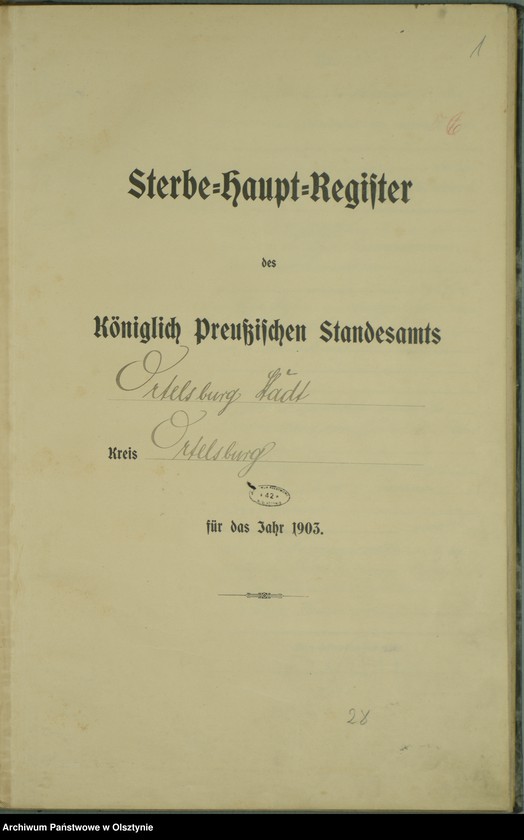 1
Sterbe=Haupt=Regiſter
des
Königlich Preußiſchen Standesamts
Ortelsburg Stadt
Kreis Ortelsburg
* 42 *
für das Jahr 1903.
28
Archiwum Państwowe w Olsztynie